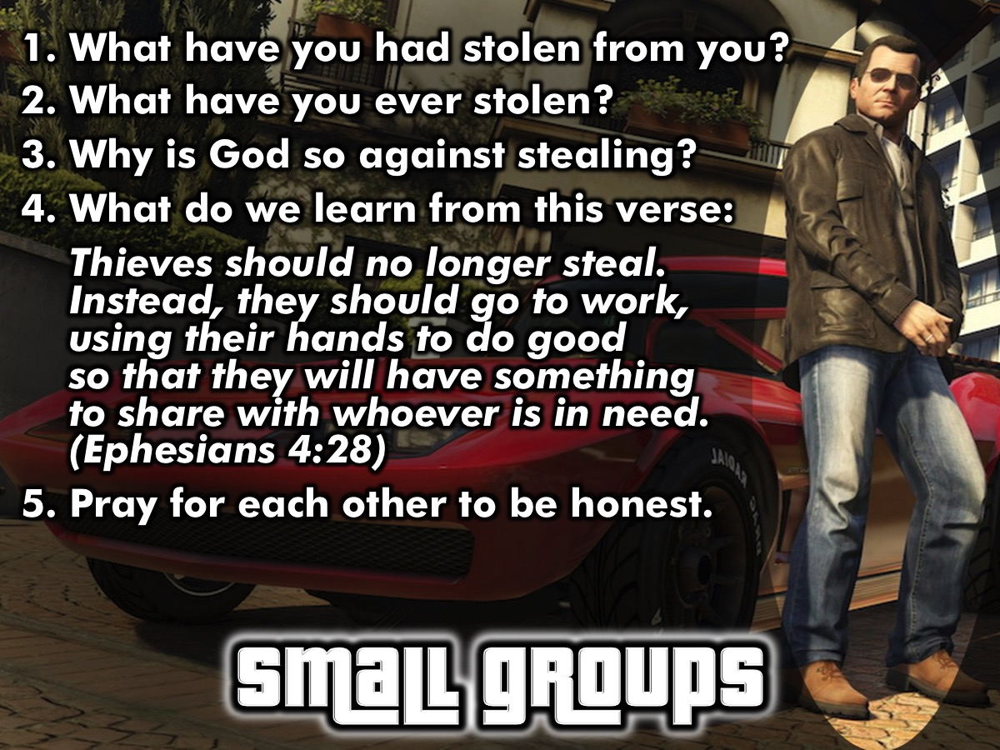 1. What have you had stolen from you?
2. What have you ever stolen?
3. Why is God so against stealing?
4. What do we learn from this verse:
Thieves should no longer steal.
Instead, they should go to work,
using their hands to do good
so that they will have something
to share with whoever is in need.
(Ephesians 4:28)
5. Pray for each other to be honest.
RADIAL
small groups